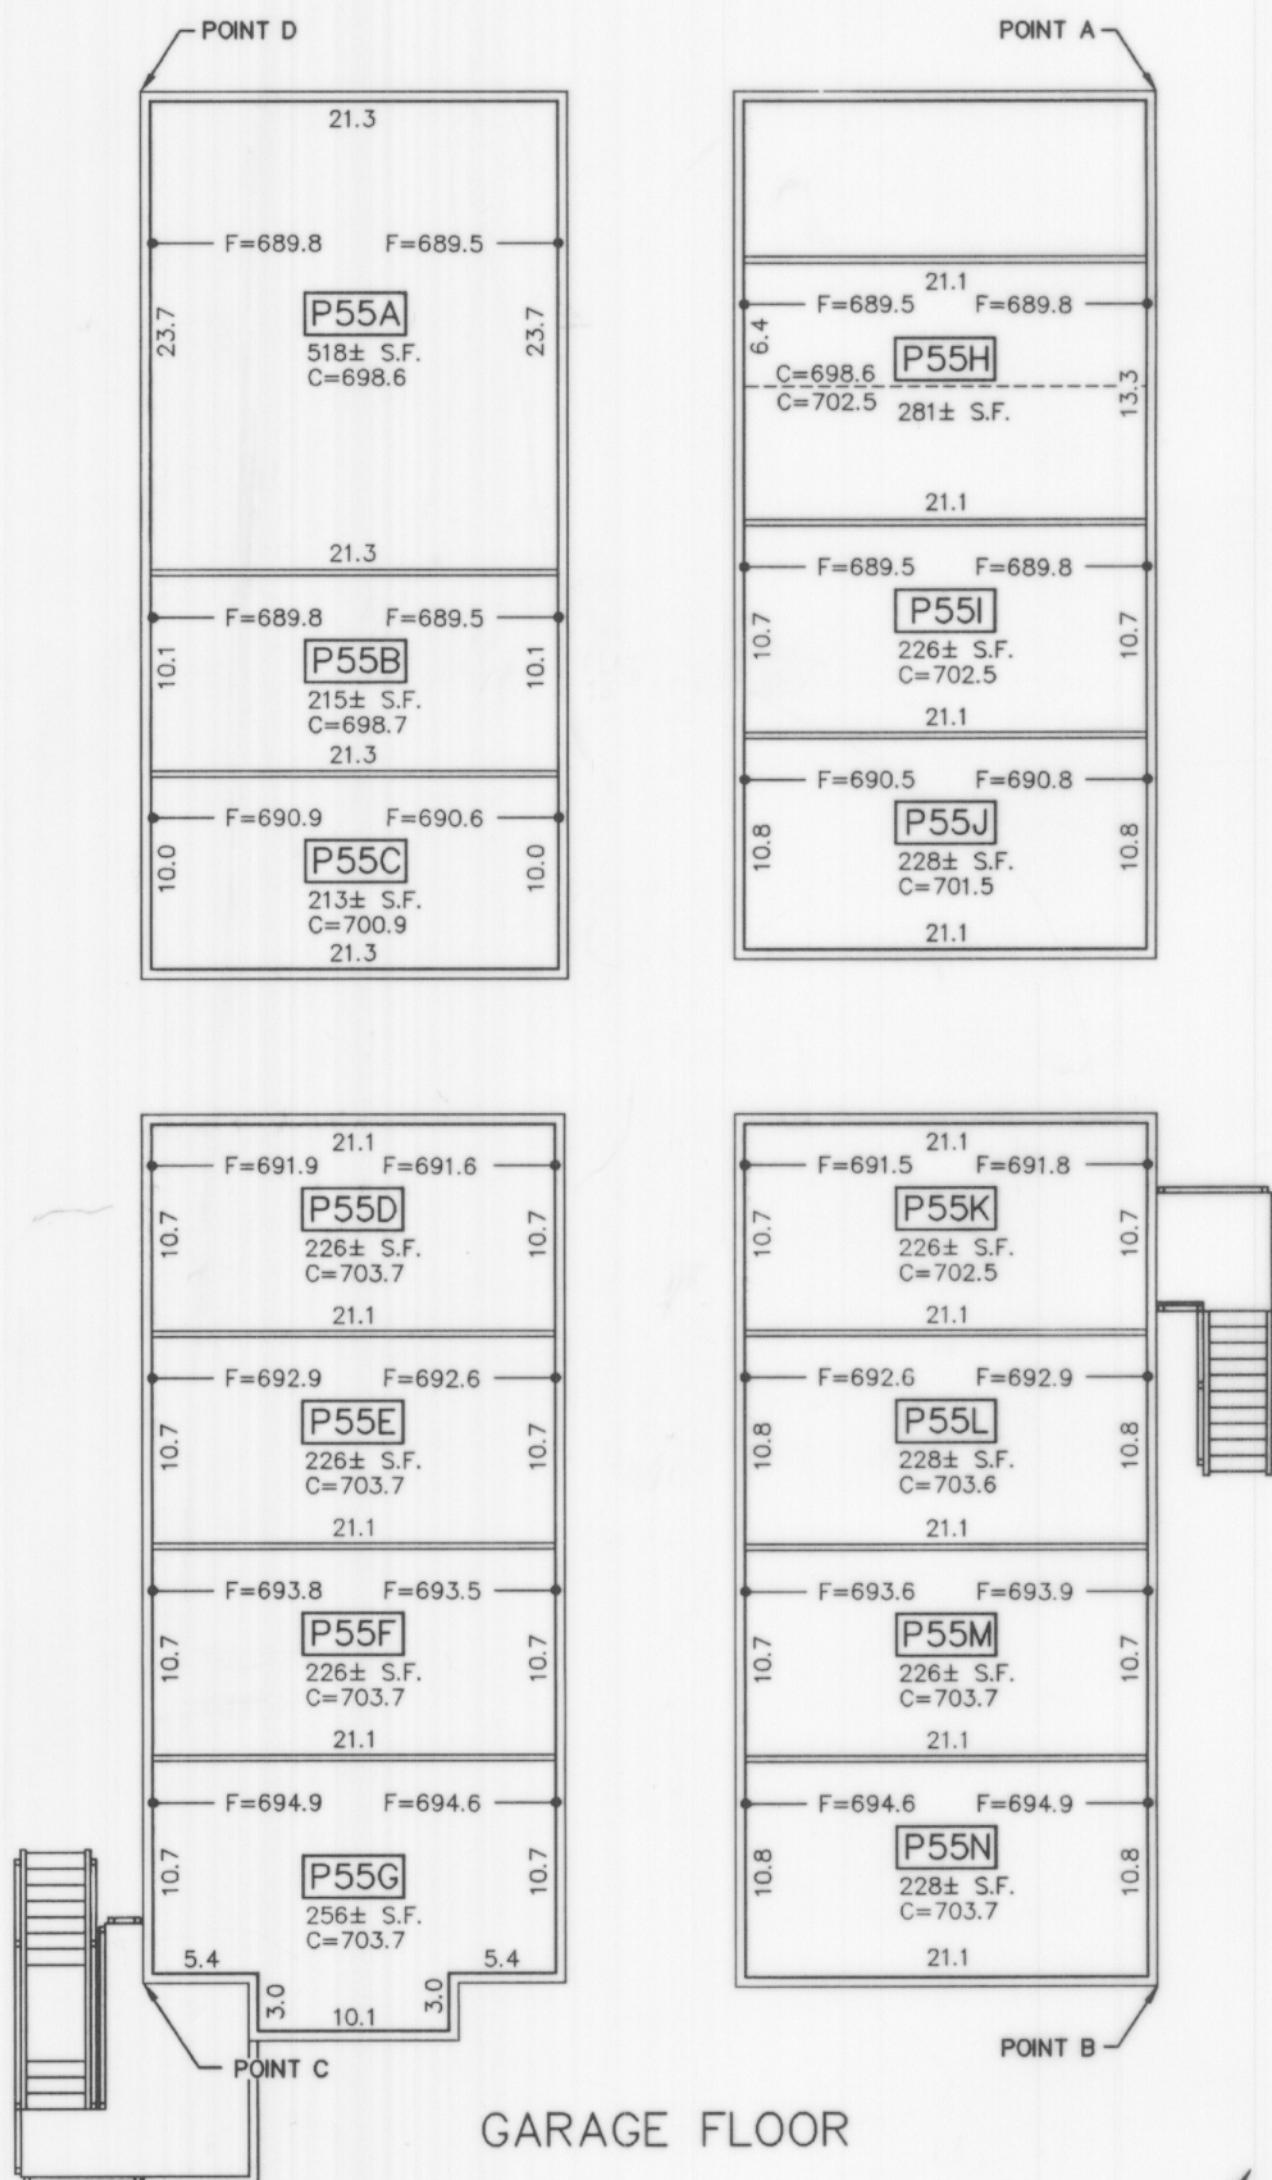 POINT D
POINT A
21.3
F=689.8 F=689.5
23.7
23.7
P55A
518± S.F.
C=698.6
21.3
F=689.8 F=689.5
10.1
10.1
P55B
215± S.F.
C=698.7
21.3
F=690.9 F=690.6
10.0
10.0
P55C
213± S.F.
C=700.9
21.3
21.1
F=689.5 F=689.8
6.4
P55H
C=698.6
C=702.5
281± S.F.
13.3
21.1
F=689.5 F=689.8
10.7
10.7
P55I
226± S.F.
C=702.5
21.1
F=690.5 F=690.8
10.8
10.8
P55J
228± S.F.
C=701.5
21.1
21.1
F=691.9 F=691.6
10.7
10.7
P55D
226± S.F.
C=703.7
21.1
F=692.9 F=692.6
10.7
10.7
P55E
226± S.F.
C=703.7
21.1
F=693.8 F=693.5
10.7
10.7
P55F
226± S.F.
C=703.7
21.1
F=694.9 F=694.6
10.7
10.7
P55G
256± S.F.
C=703.7
5.4
5.4
3.0
3.0
10.1
POINT C
21.1
F=691.5 F=691.8
10.7
10.7
P55K
226± S.F.
C=702.5
21.1
F=692.6 F=692.9
10.8
10.8
P55L
228± S.F.
C=703.6
21.1
F=693.6 F=693.9
10.7
10.7
P55M
226± S.F.
C=703.7
21.1
F=694.6 F=694.9
10.8
10.8
P55N
228± S.F.
C=703.7
21.1
POINT B
GARAGE FLOOR